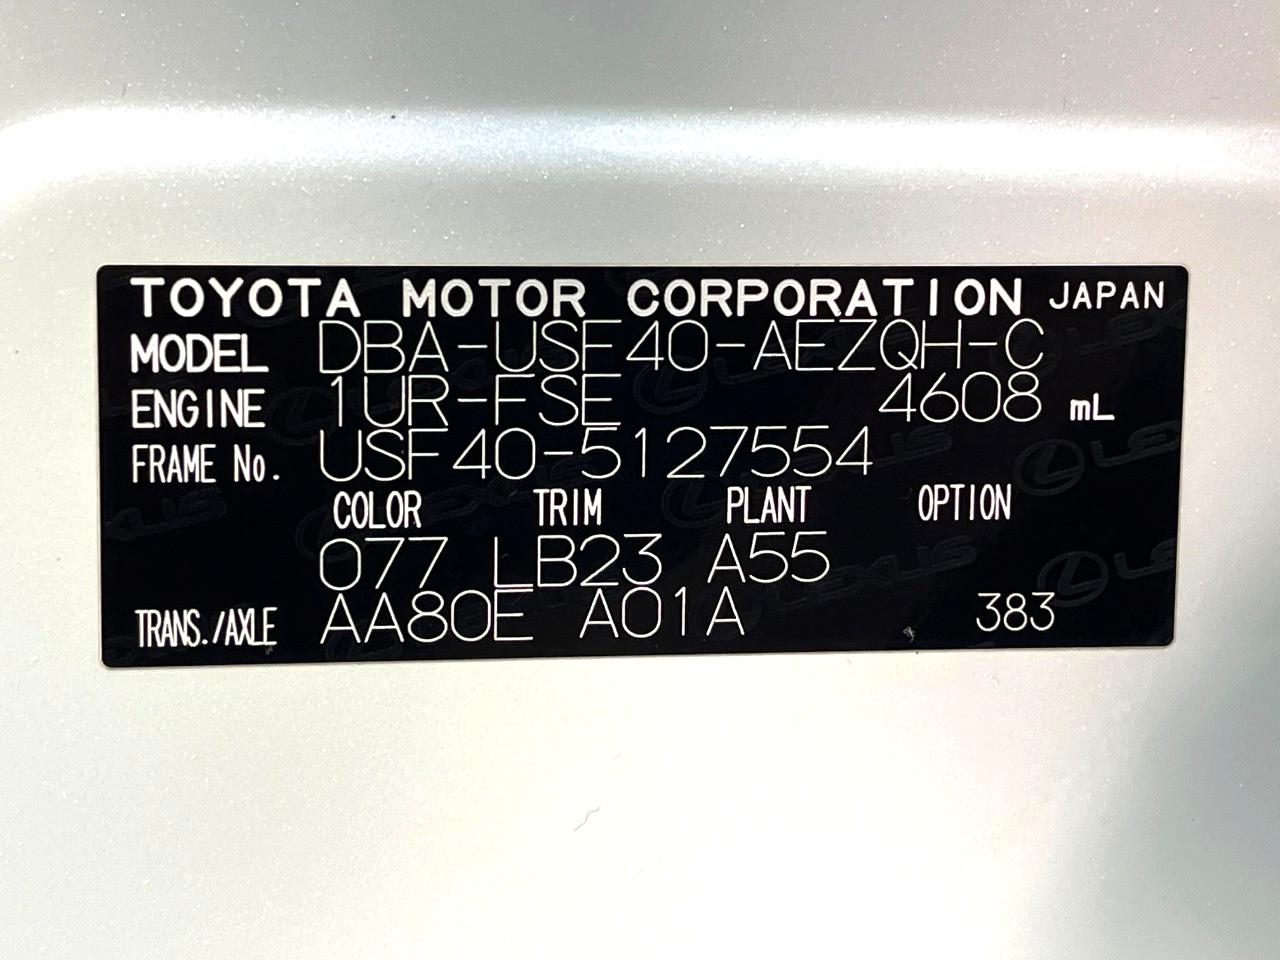 TOYOTA MOTOR CORPORATION JAPAN
MODEL DBA-USF40-AEZQH-C
ENGINE 1UR-FSE 4608 mL
FRAME No. USF40-5127554
COLOR TRIM PLANT OPTION
077 LB23 A55
TRANS./AXLE AA80E A01A 383